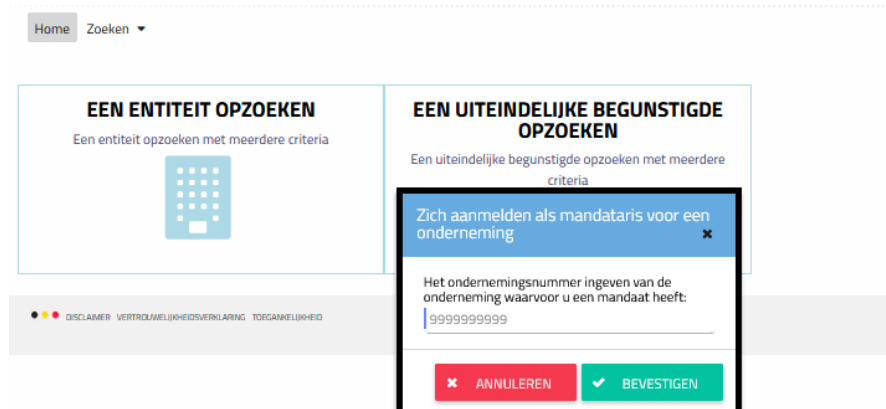 Home Zoeken
EEN ENTITEIT OPZOEKEN
Een entiteit opzoeken met meerdere criteria
EEN UITEINDELIJKE BEGUNSTIGDE
OPZOEKEN
Een uiteindelijke begunstigde opzoeken met meerdere
criteria
Zich aanmelden als mandataris voor een
onderneming
Het ondernemingsnummer ingeven van de
onderneming waarvoor u een mandaat heeft:
9999999999
ANNULEREN BEVESTIGEN
DISCLAIMER VERTROUWELIJKHEIDSVERKLARING TOEGANKELIJKHEID